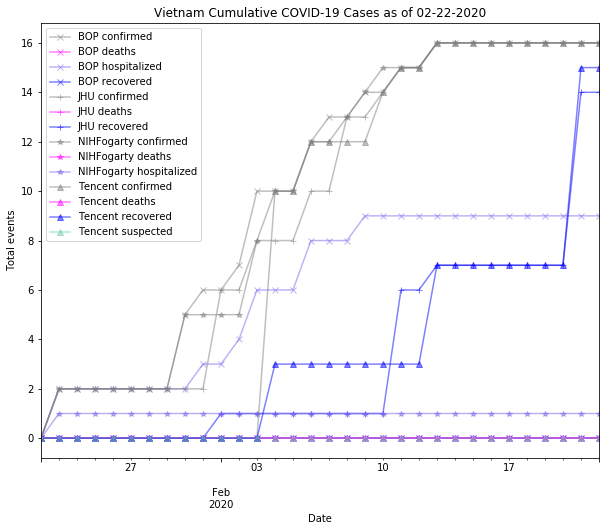 Vietnam Cumulative COVID-19 Cases as of 02-22-2020
16
14
12
10
8
6
4
2
0
Total events
BOP confirmed
BOP deaths
BOP hospitalized
BOP recovered
JHU confirmed
JHU deaths
JHU recovered
NIHFogarty confirmed
NIHFogarty deaths
NIHFogarty hospitalized
Tencent confirmed
Tencent deaths
Tencent recovered
Tencent suspected
27 03 10 17
Feb
2020
Date